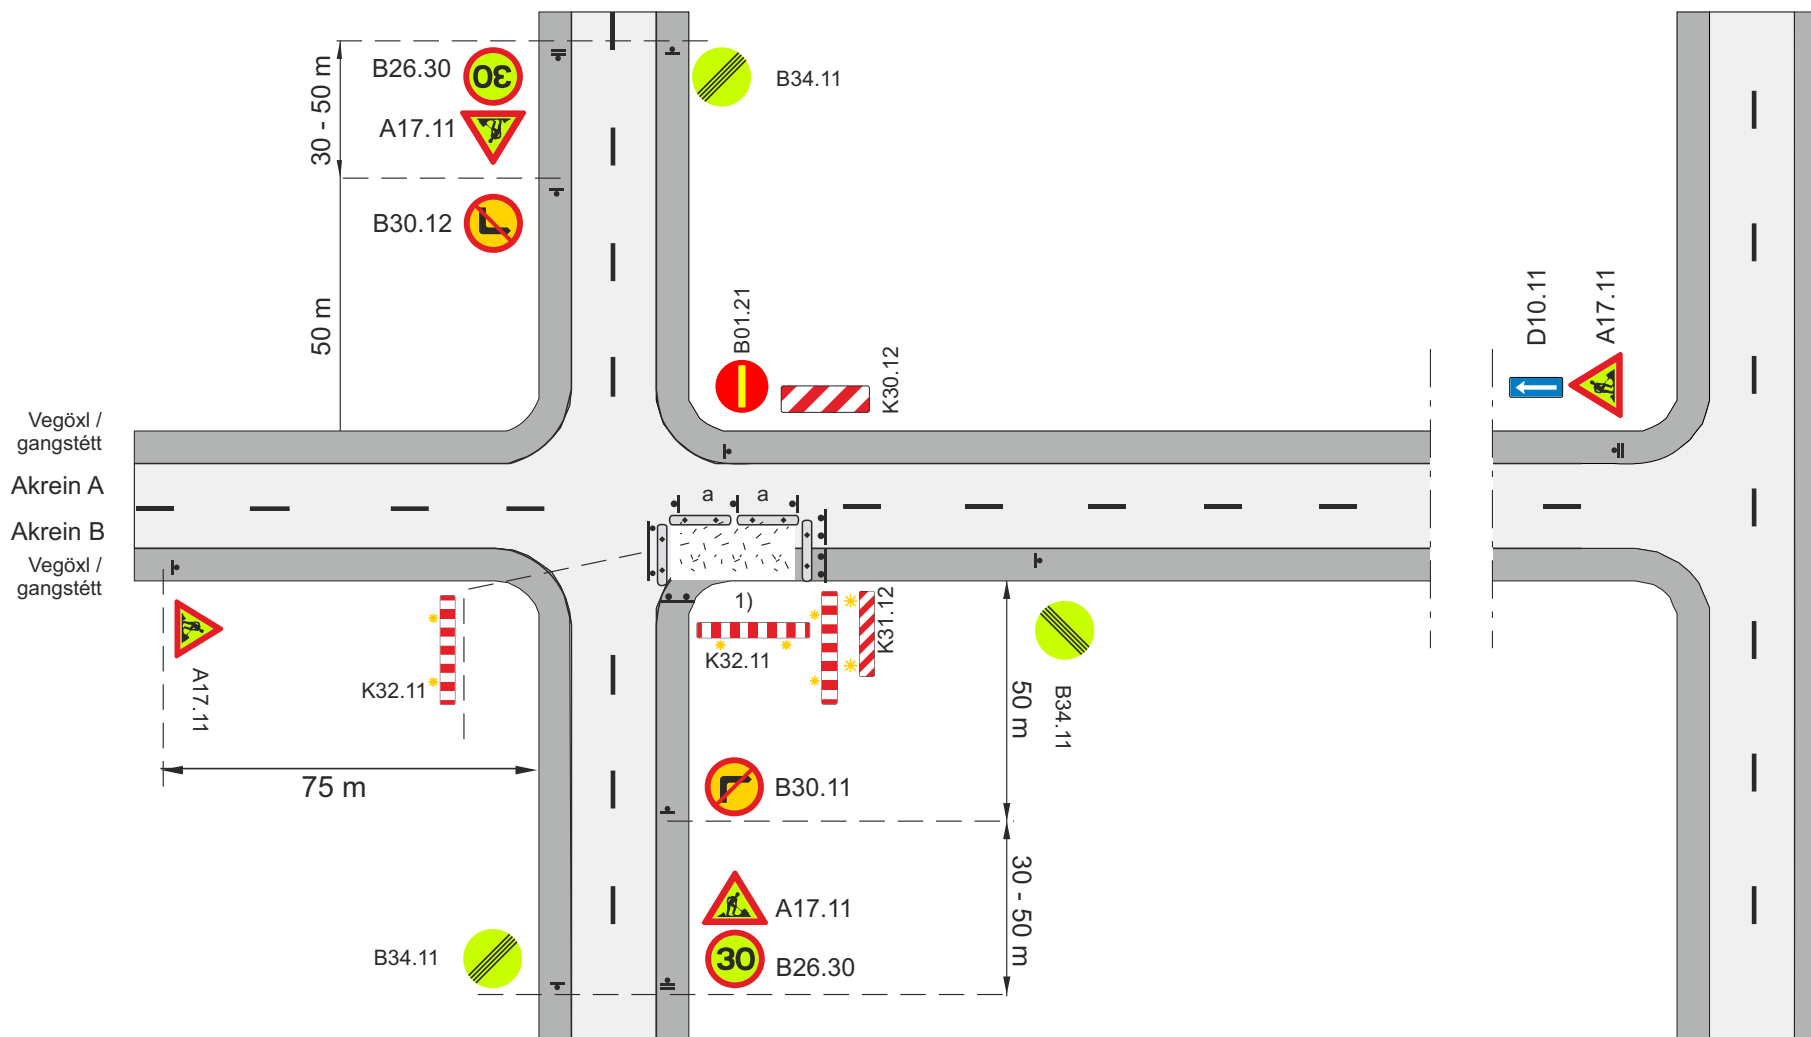 B26.30
30
B34.11
30 - 50 m
A17.11
B30.12
50 m
B01.21
K30.12
D10.11
A17.11
Vegöxl /
gangstétt
Akrein A
Akrein B
Vegöxl /
gangstétt
a
a
A17.11
K32.11
1)
K32.11
K31.12
B34.11
50 m
75 m
B30.11
A17.11
30 - 50 m
B34.11
30
B26.30